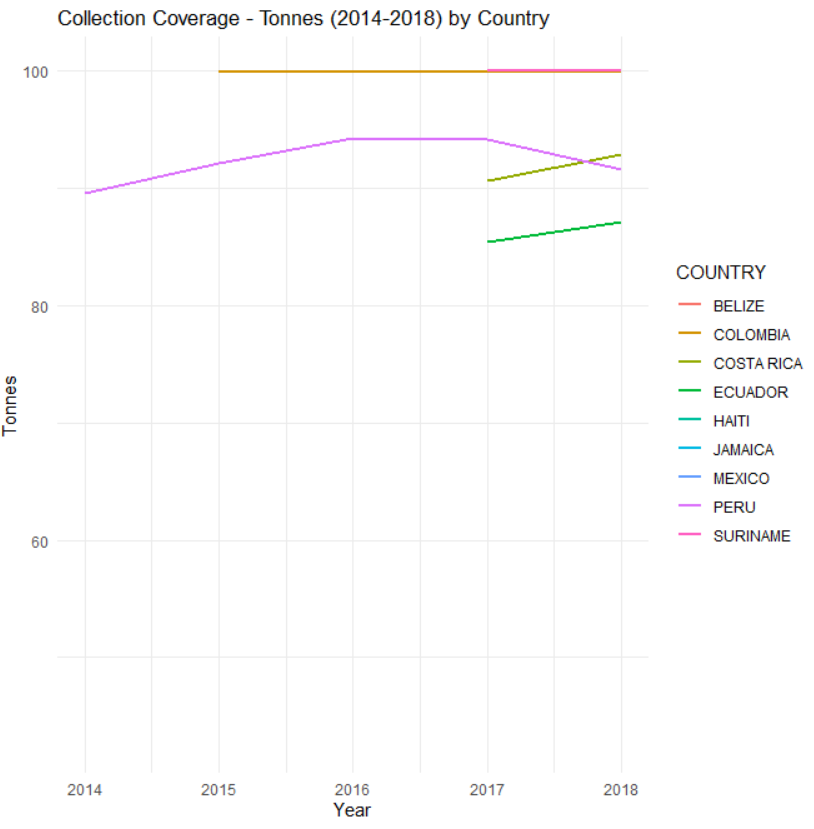 Collection Coverage - Tonnes (2014-2018) by Country
100
80
60
Tonnes
2014
2015
2016
2017
2018
Year
COUNTRY
BELIZE
COLOMBIA
COSTA RICA
ECUADOR
HAITI
JAMAICA
MEXICO
PERU
SURINAME